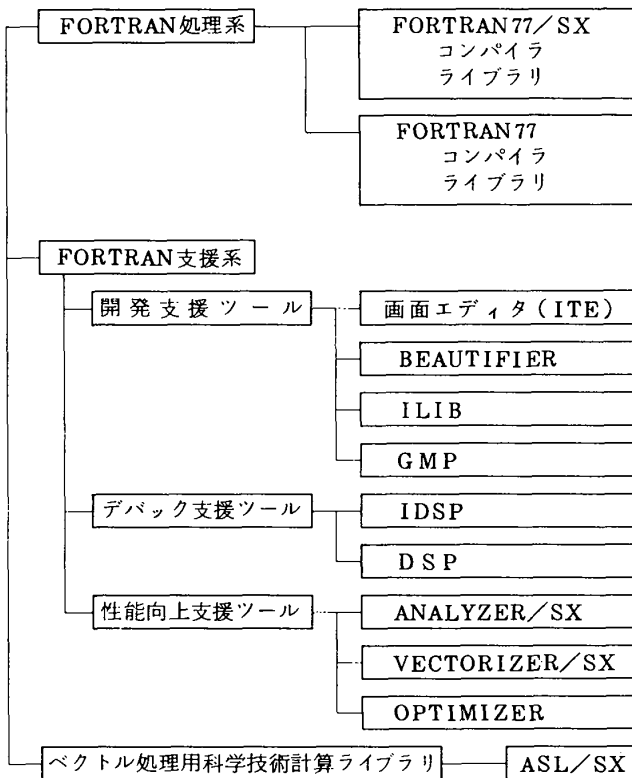 FORTRAN処理系
FORTRAN77／SX
コンパイラ
ライブラリ
FORTRAN77
コンパイラ
ライブラリ
FORTRAN支援系
開発支援ツール
画面エディタ(ITE)
BEAUTIFIER
ILIB
GMP
デバック支援ツール
IDSP
DSP
性能向上支援ツール
ANALYZER／SX
VECTORIZER／SX
OPTIMIZER
ベクトル処理用科学技術計算ライブラリ
ASL／SX